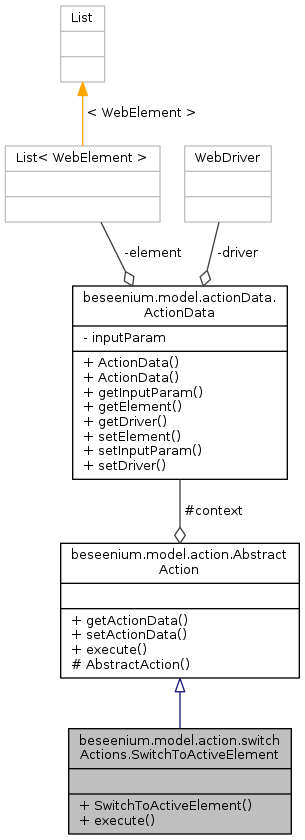 List
< WebElement >
List< WebElement >
WebDriver
-element
-driver
beseenium.model.actionData.
ActionData
- inputParam
+ ActionData()
+ ActionData()
+ getInputParam()
+ getElement()
+ getDriver()
+ setElement()
+ setInputParam()
+ setDriver()
#context
beseenium.model.action.Abstract
Action
+ getActionData()
+ setActionData()
+ execute()
# AbstractAction()
beseenium.model.action.switch
Actions.SwitchToActiveElement
+ SwitchToActiveElement()
+ execute()